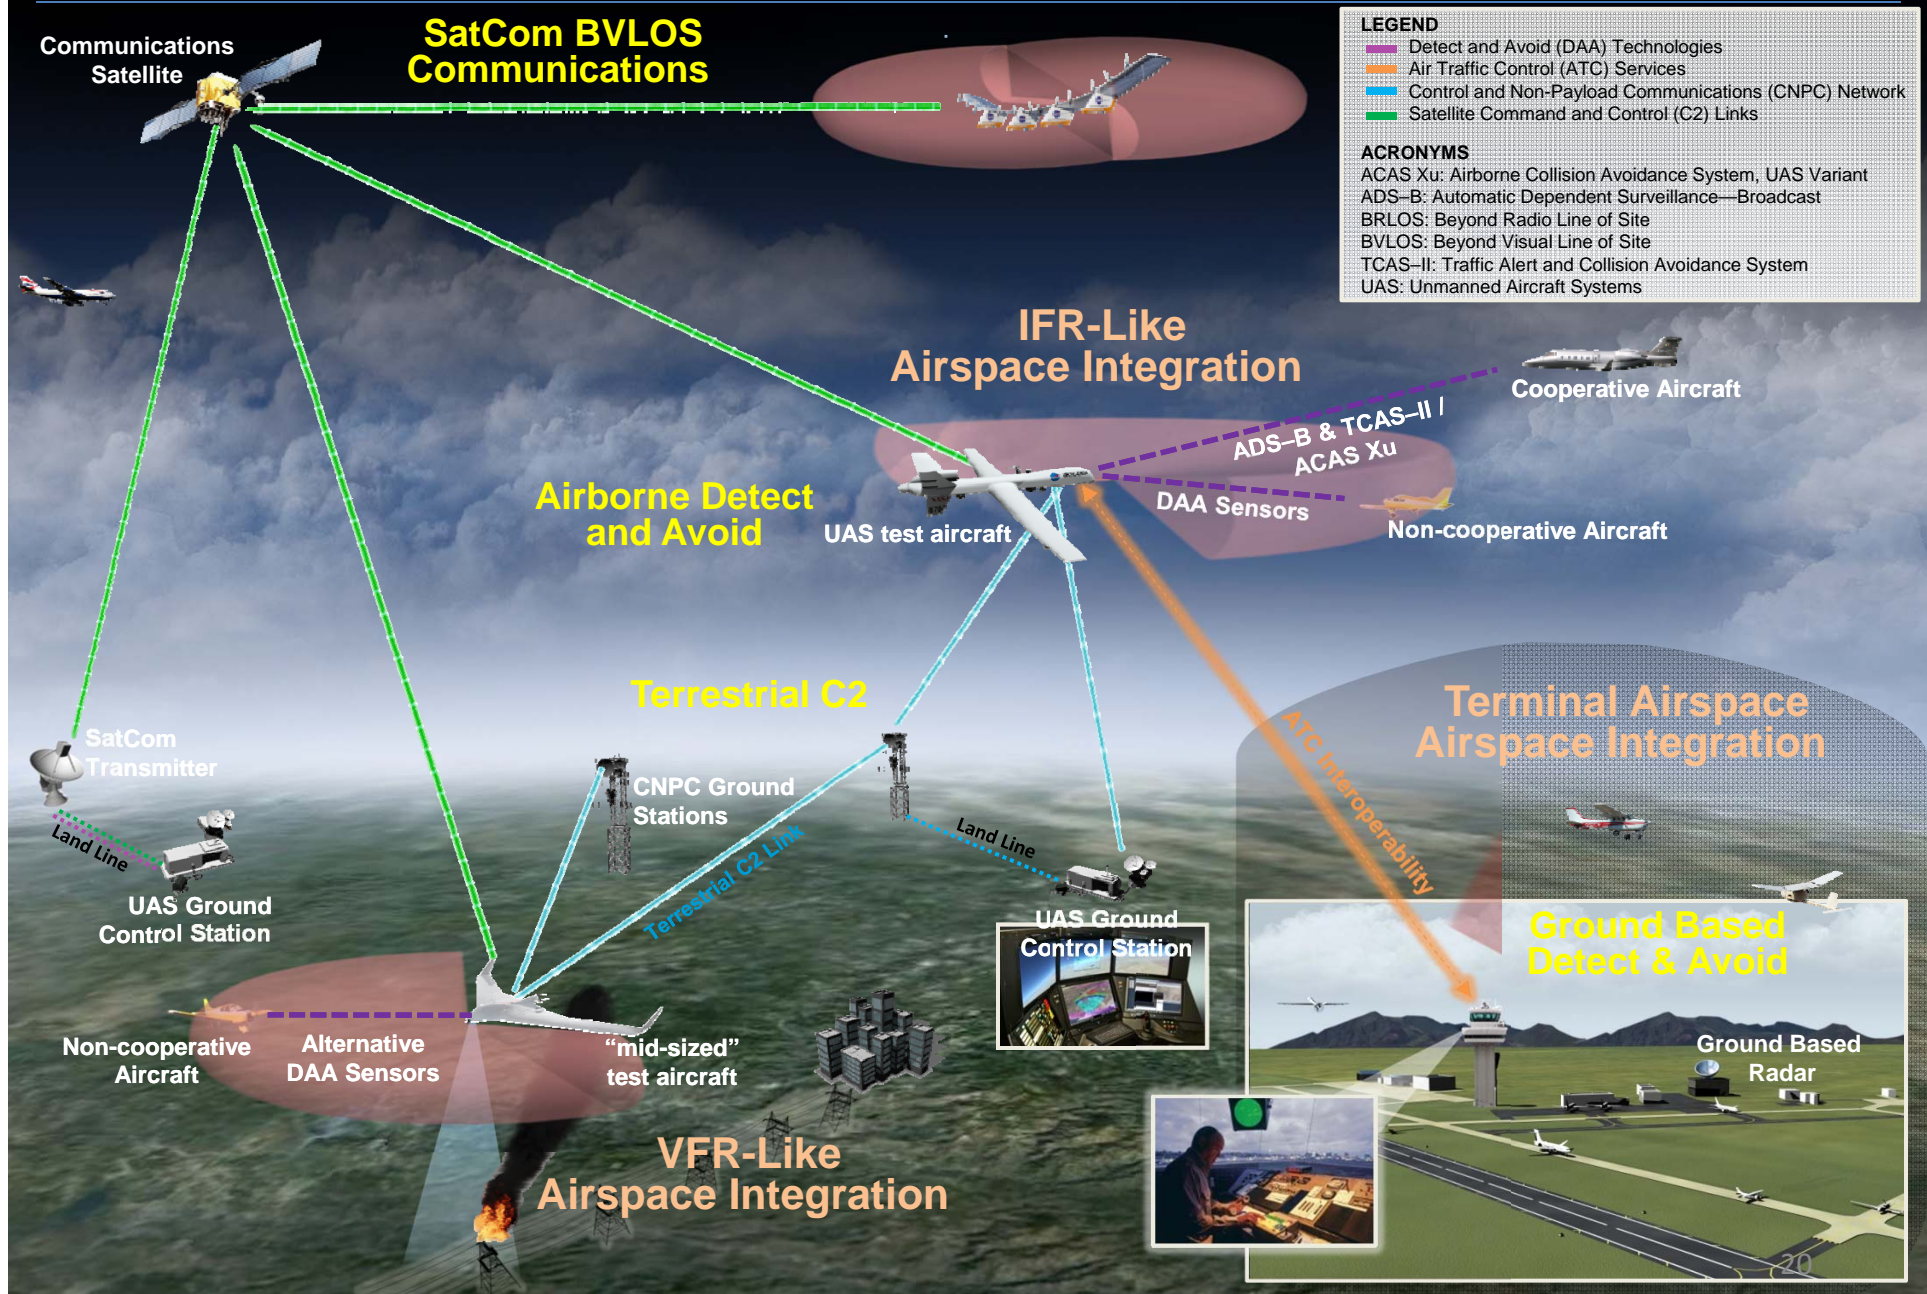 Communications
Satellite
SatCom BVLOS
Communications
LEGEND
Detect and Avoid (DAA) Technologies
Air Traffic Control (ATC) Services
Control and Non-Payload Communications (CNPC) Network
Satellite Command and Control (C2) Links
ACRONYMS
ACAS Xu: Airborne Collision Avoidance System, UAS Variant
ADS–B: Automatic Dependent Surveillance—Broadcast
BRLOS: Beyond Radio Line of Site
BVLOS: Beyond Visual Line of Site
TCAS–II: Traffic Alert and Collision Avoidance System
UAS: Unmanned Aircraft Systems
IFR-Like
Airspace Integration
Cooperative Aircraft
ADS–B & TCAS–II /
ACAS Xu
DAA Sensors
Non-cooperative Aircraft
Airborne Detect
and Avoid
UAS test aircraft
Terrestrial C2
Terminal Airspace
Airspace Integration
ATC Interoperability
SatCom
Transmitter
Land Line
UAS Ground
Control Station
CNPC Ground
Stations
Terrestrial C2 Link
Land Line
UAS Ground
Control Station
Ground Based
Detect & Avoid
Ground Based
Radar
Non-cooperative
Aircraft
Alternative
DAA Sensors
“mid-sized”
test aircraft
VFR-Like
Airspace Integration
20